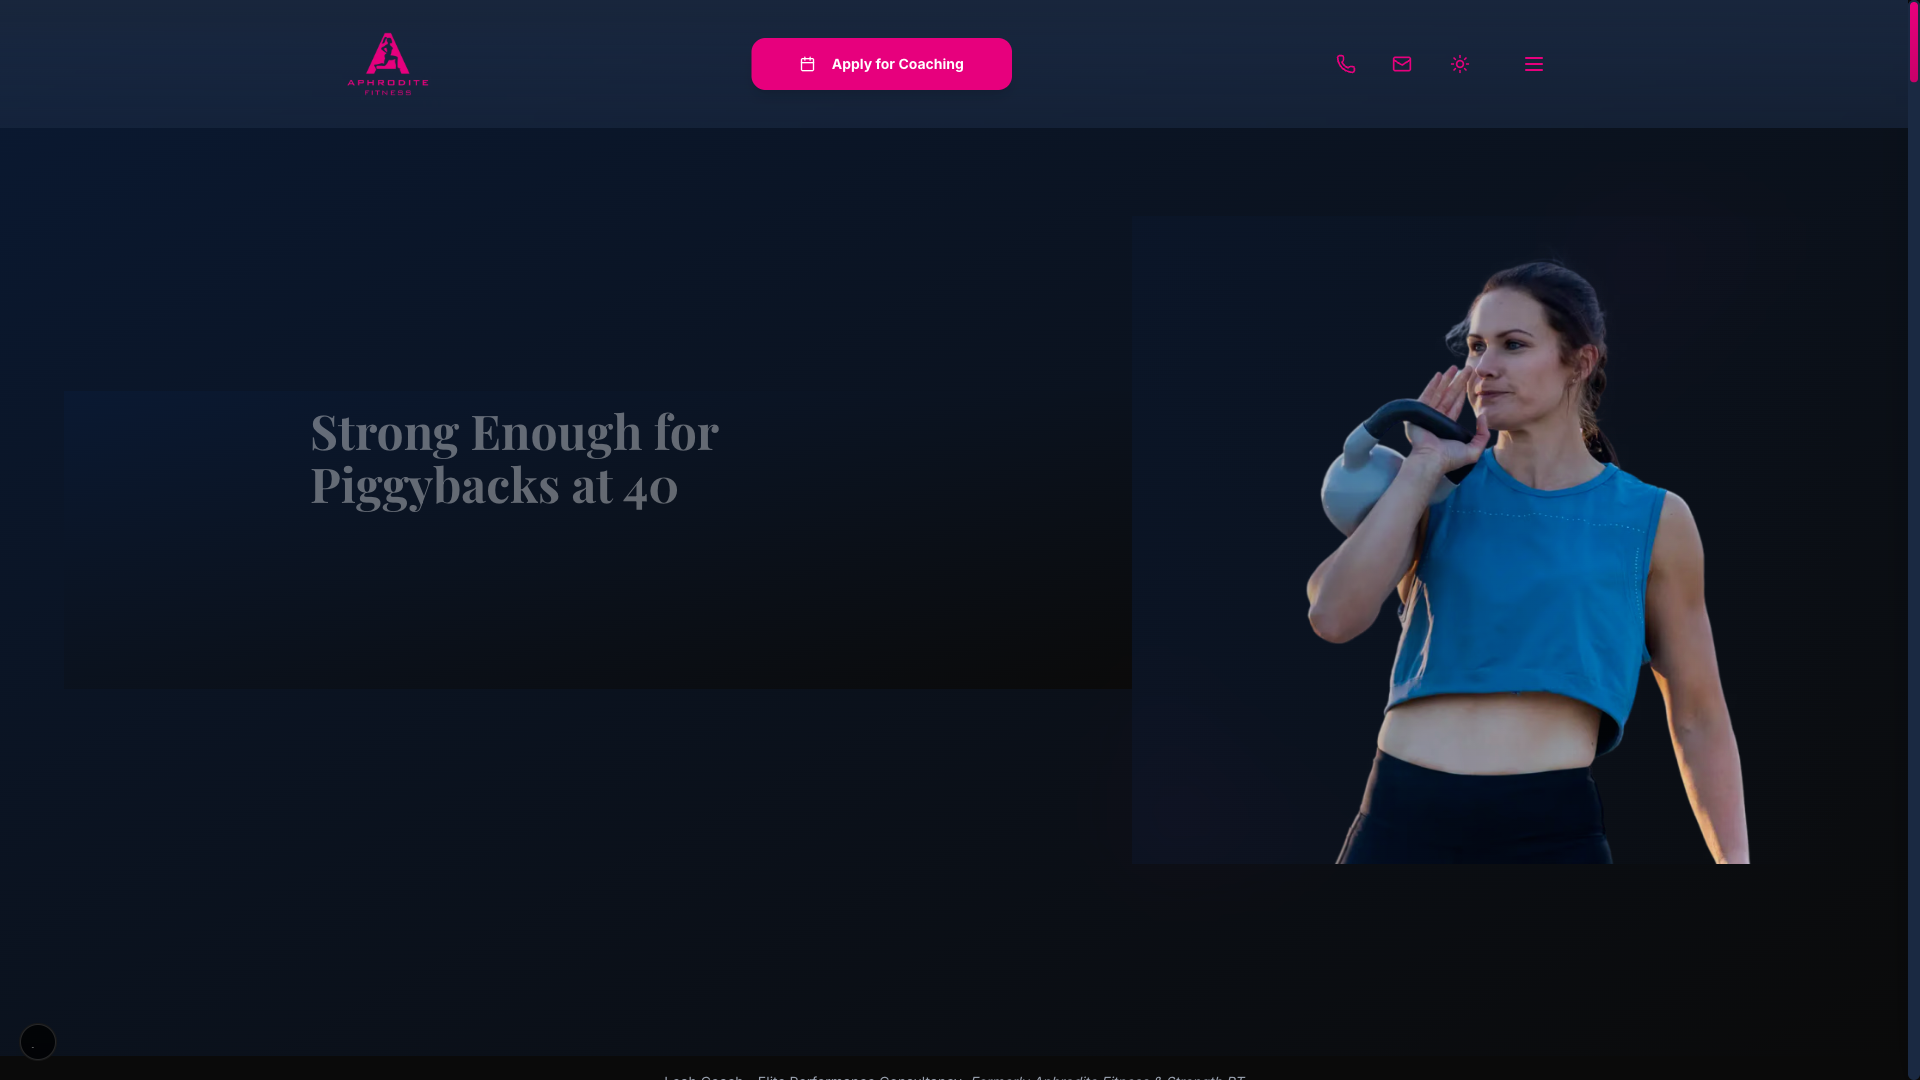 APHRODITE
FITNESS
Apply for Coaching
Strong Enough for
Piggybacks at 40
Leah Coach - Elite Performance Consultancy. Formerly Aphrodite Fitness & Strength PT